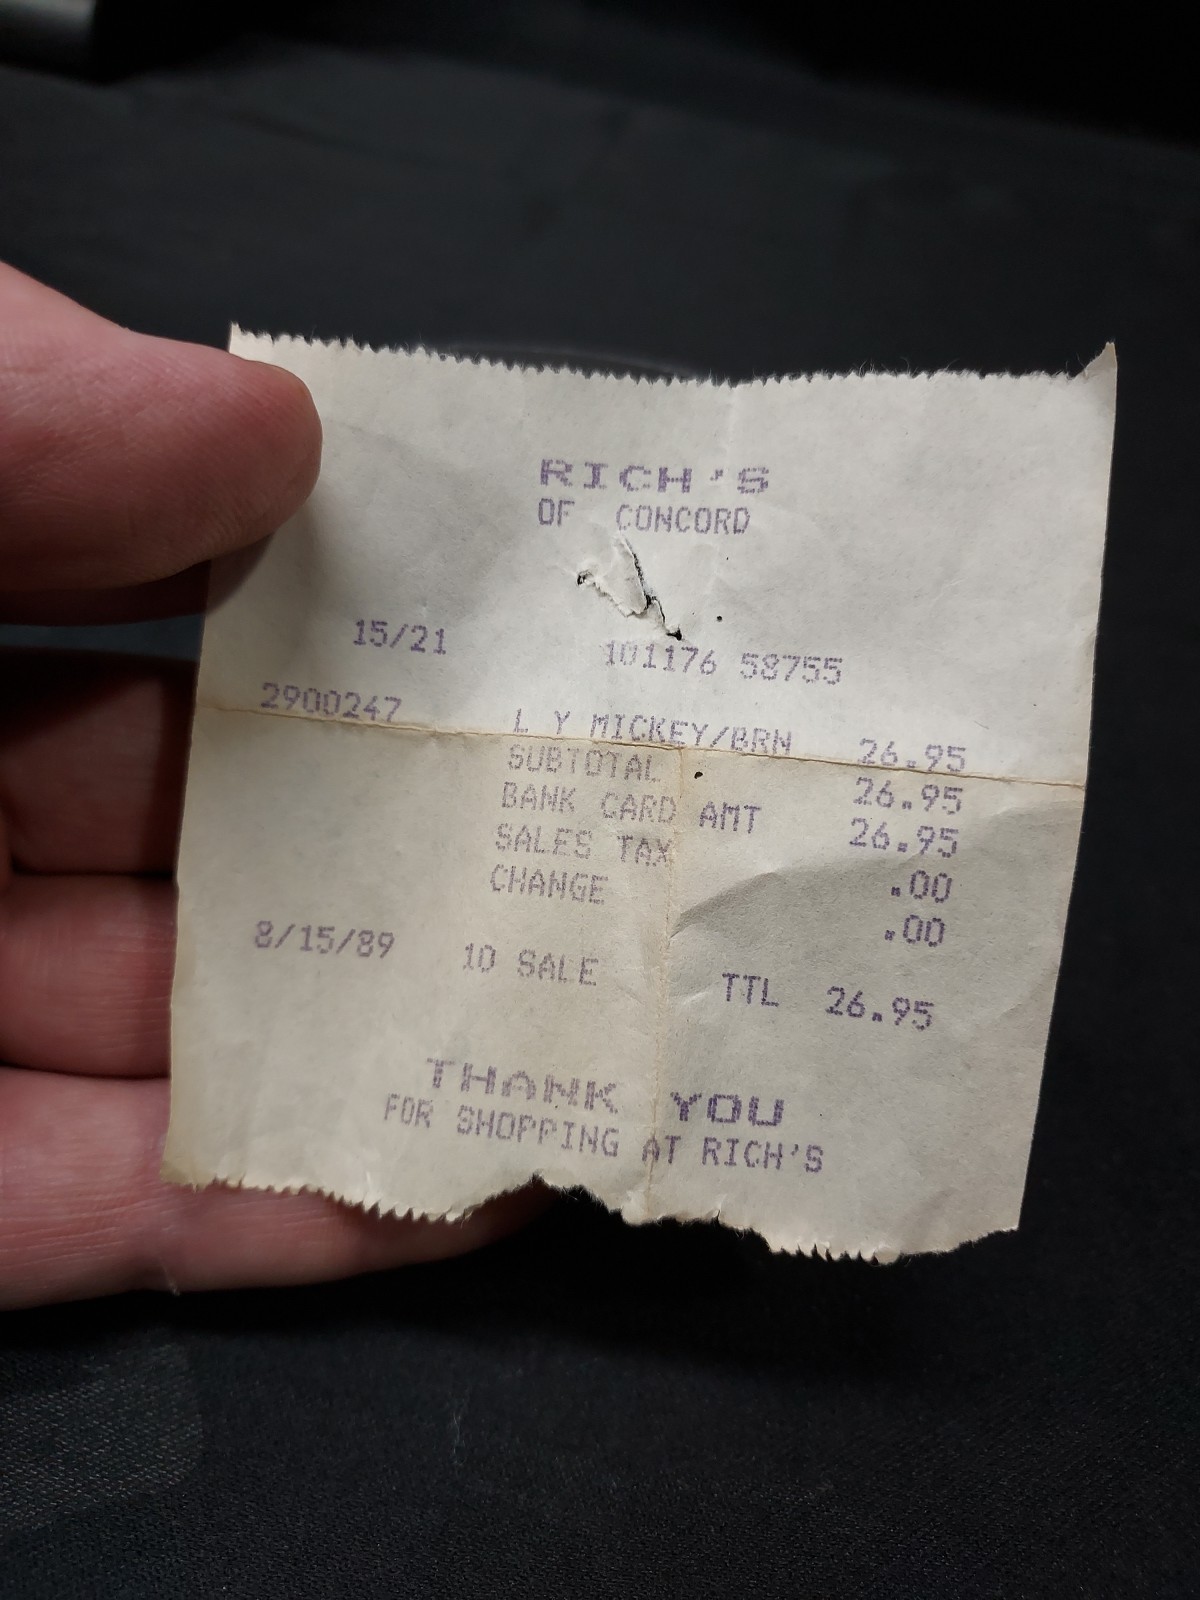 RICH'S
OF CONCORD
15/21 101176 58755
2900247 L Y MICKEY/BRN 26.95
SUBTOTAL 26.95
BANK CARD AMT 26.95
SALES TAX .00
CHANGE .00
8/15/89 10 SALE TTL 26.95
THANK YOU
FOR SHOPPING AT RICH'S